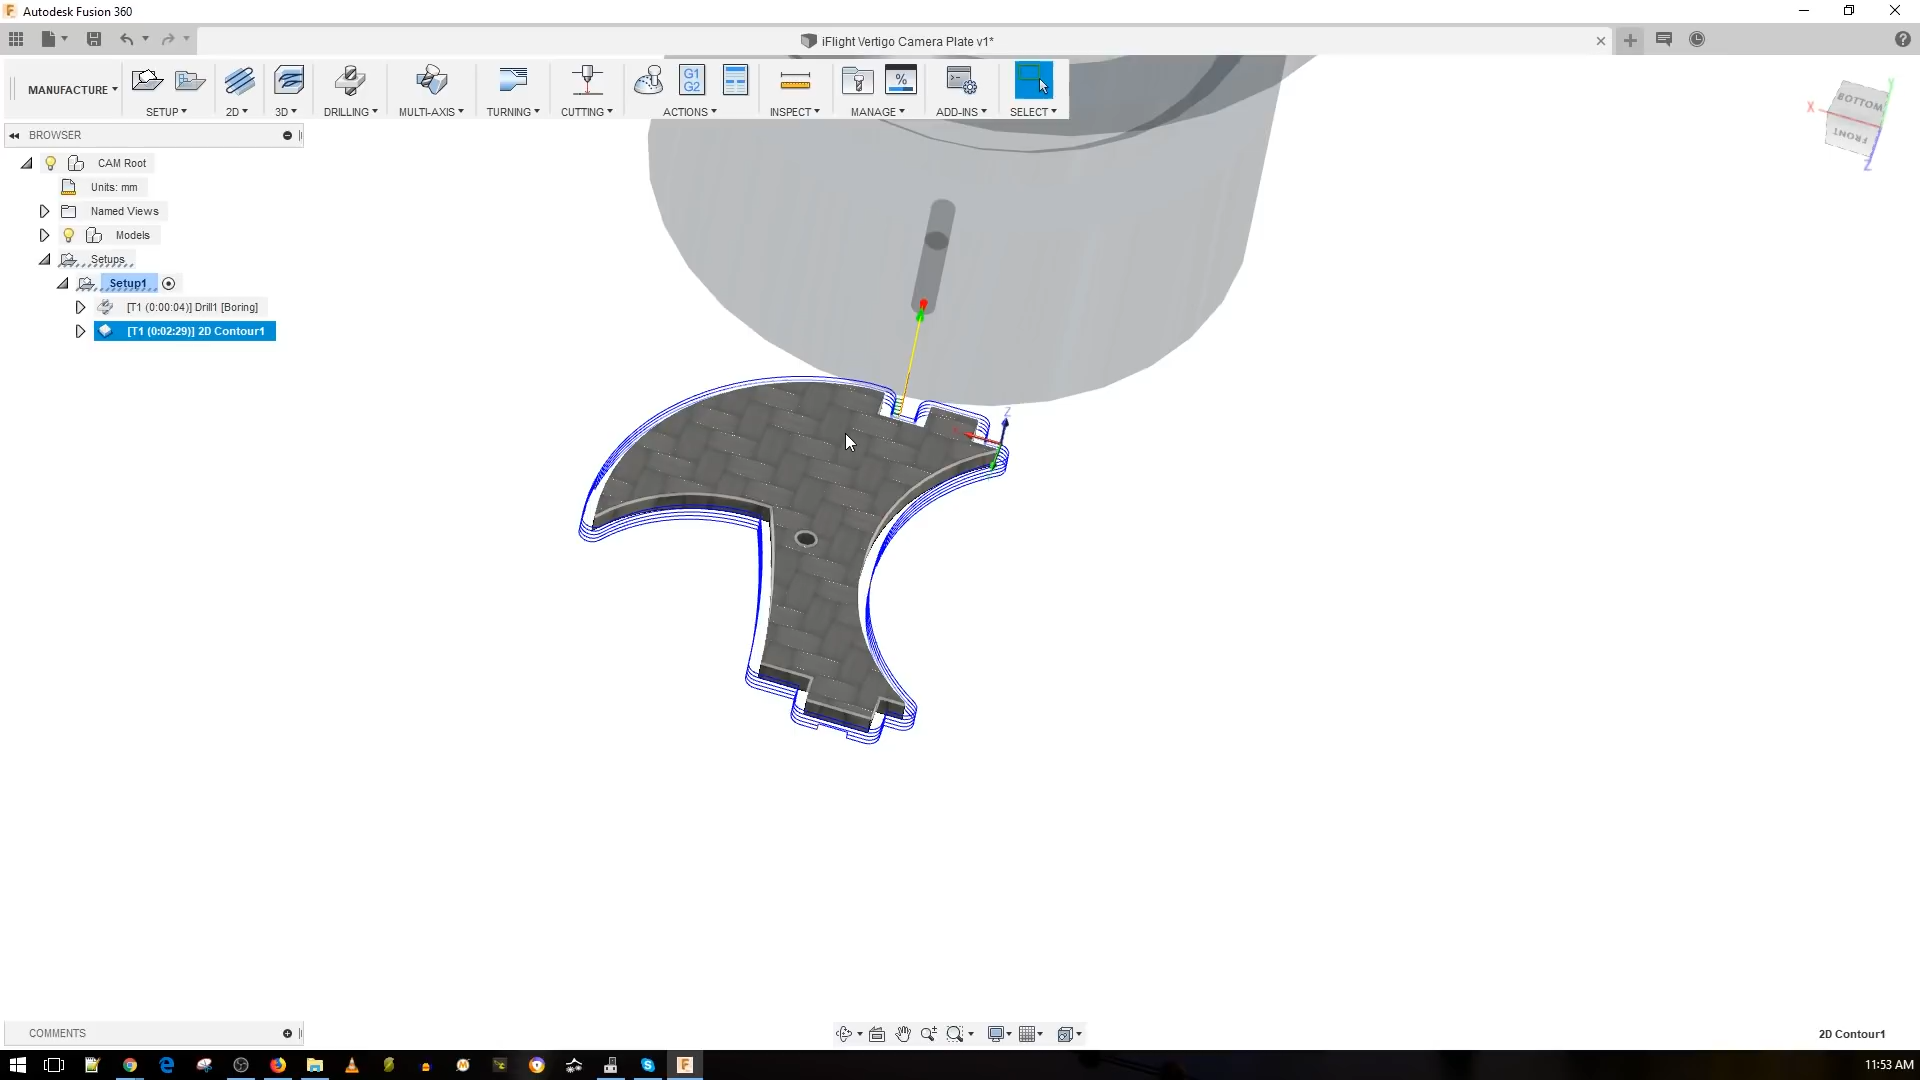 Autodesk Fusion 360
iFlight Vertigo Camera Plate v1*
MANUFACTURE
SETUP
2D
3D
DRILLING
MULTI-AXIS
TURNING
CUTTING
G1
G2
ACTIONS
INSPECT
%
MANAGE
ADD-INS
SELECT
BROWSER
CAM Root
Units: mm
Named Views
Models
Setups
Setup1
[T1 (0:00:04)] Drill1 [Boring]
[T1 (0:02:29)] 2D Contour1
X
Y
Z
BOTTOM
FRONT
Z
COMMENTS
2D Contour1
11:53 AM